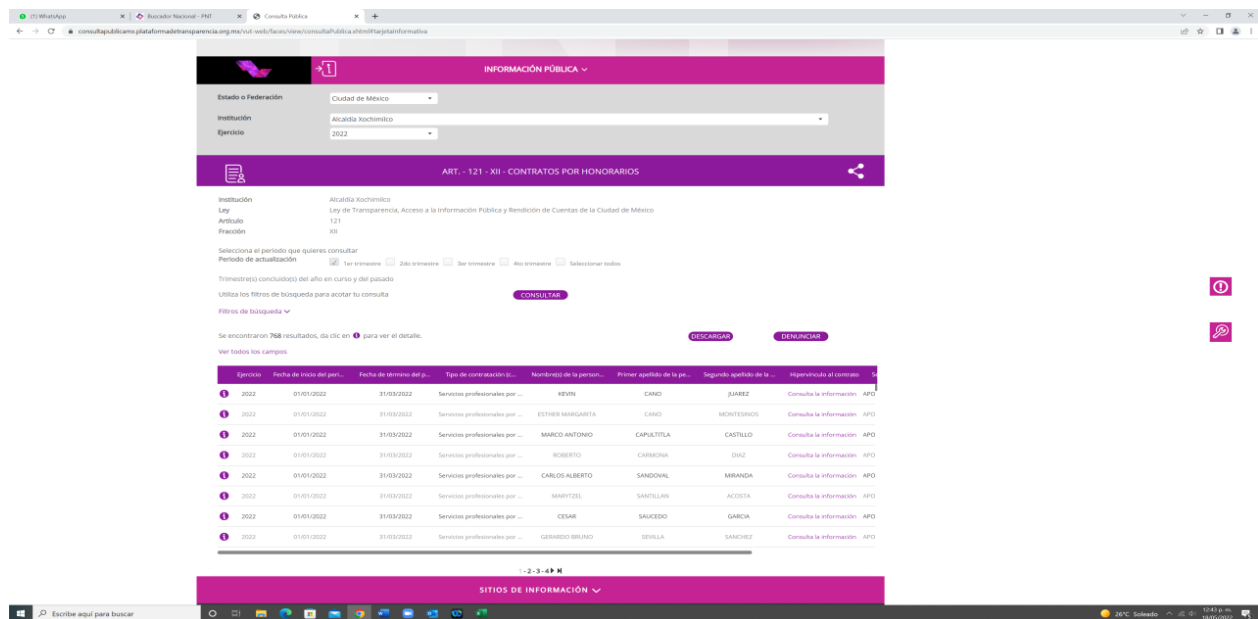 (1) WhatsApp
Buscador Nacional - PNT
Consulta Pública
consultapublicamx.plataformadetransparencia.org.mx/vut-web/faces/view/consultaPublica.xhtml#tarjetaInformativa
INFORMACIÓN PÚBLICA
Estado o Federación Ciudad de México
Institución Alcaldía Xochimilco
Ejercicio 2022
ART. - 121 - XII - CONTRATOS POR HONORARIOS
Institución Alcaldía Xochimilco
Ley Ley de Transparencia, Acceso a la Información Pública y Rendición de Cuentas de la Ciudad de México
Artículo 121
Fracción XII
Selecciona el periodo que quieres consultar
Periodo de actualización 1er trimestre 2do trimestre 3er trimestre 4to trimestre Seleccionar todos
Trimestre(s) concluido(s) del año en curso y del pasado
Utiliza los filtros de búsqueda para acotar tu consulta CONSULTAR
Filtros de búsqueda
Se encontraron 768 resultados, da clic en i para ver el detalle. DESCARGAR DENUNCIAR
Ver todos los campos
Ejercicio Fecha de inicio del peri... Fecha de término del p... Tipo de contratación (c... Nombre(s) de la person... Primer apellido de la pe... Segundo apellido de la ... Hipervínculo al contrato Se
2022 01/01/2022 31/03/2022 Servicios profesionales por ... KEVIN CANO JUAREZ Consulta la información APO
2022 01/01/2022 31/03/2022 Servicios profesionales por ... ESTHER MARGARITA CANO MONTESINOS Consulta la información APO
2022 01/01/2022 31/03/2022 Servicios profesionales por ... MARCO ANTONIO CAPULTITLA CASTILLO Consulta la información APO
2022 01/01/2022 31/03/2022 Servicios profesionales por ... ROBERTO CARMONA DIAZ Consulta la información APO
2022 01/01/2022 31/03/2022 Servicios profesionales por ... CARLOS ALBERTO SANDOVAL MIRANDA Consulta la información APO
2022 01/01/2022 31/03/2022 Servicios profesionales por ... MARYTZEL SANTILLAN ACOSTA Consulta la información APO
2022 01/01/2022 31/03/2022 Servicios profesionales por ... CESAR SAUCEDO GARCIA Consulta la información APO
2022 01/01/2022 31/03/2022 Servicios profesionales por ... GERARDO BRUNO SEVILLA SANCHEZ Consulta la información APO
1 - 2 - 3 - 4
SITIOS DE INFORMACIÓN
Escribe aquí para buscar
26°C Soleado
12:43 p. m.
18/05/2022